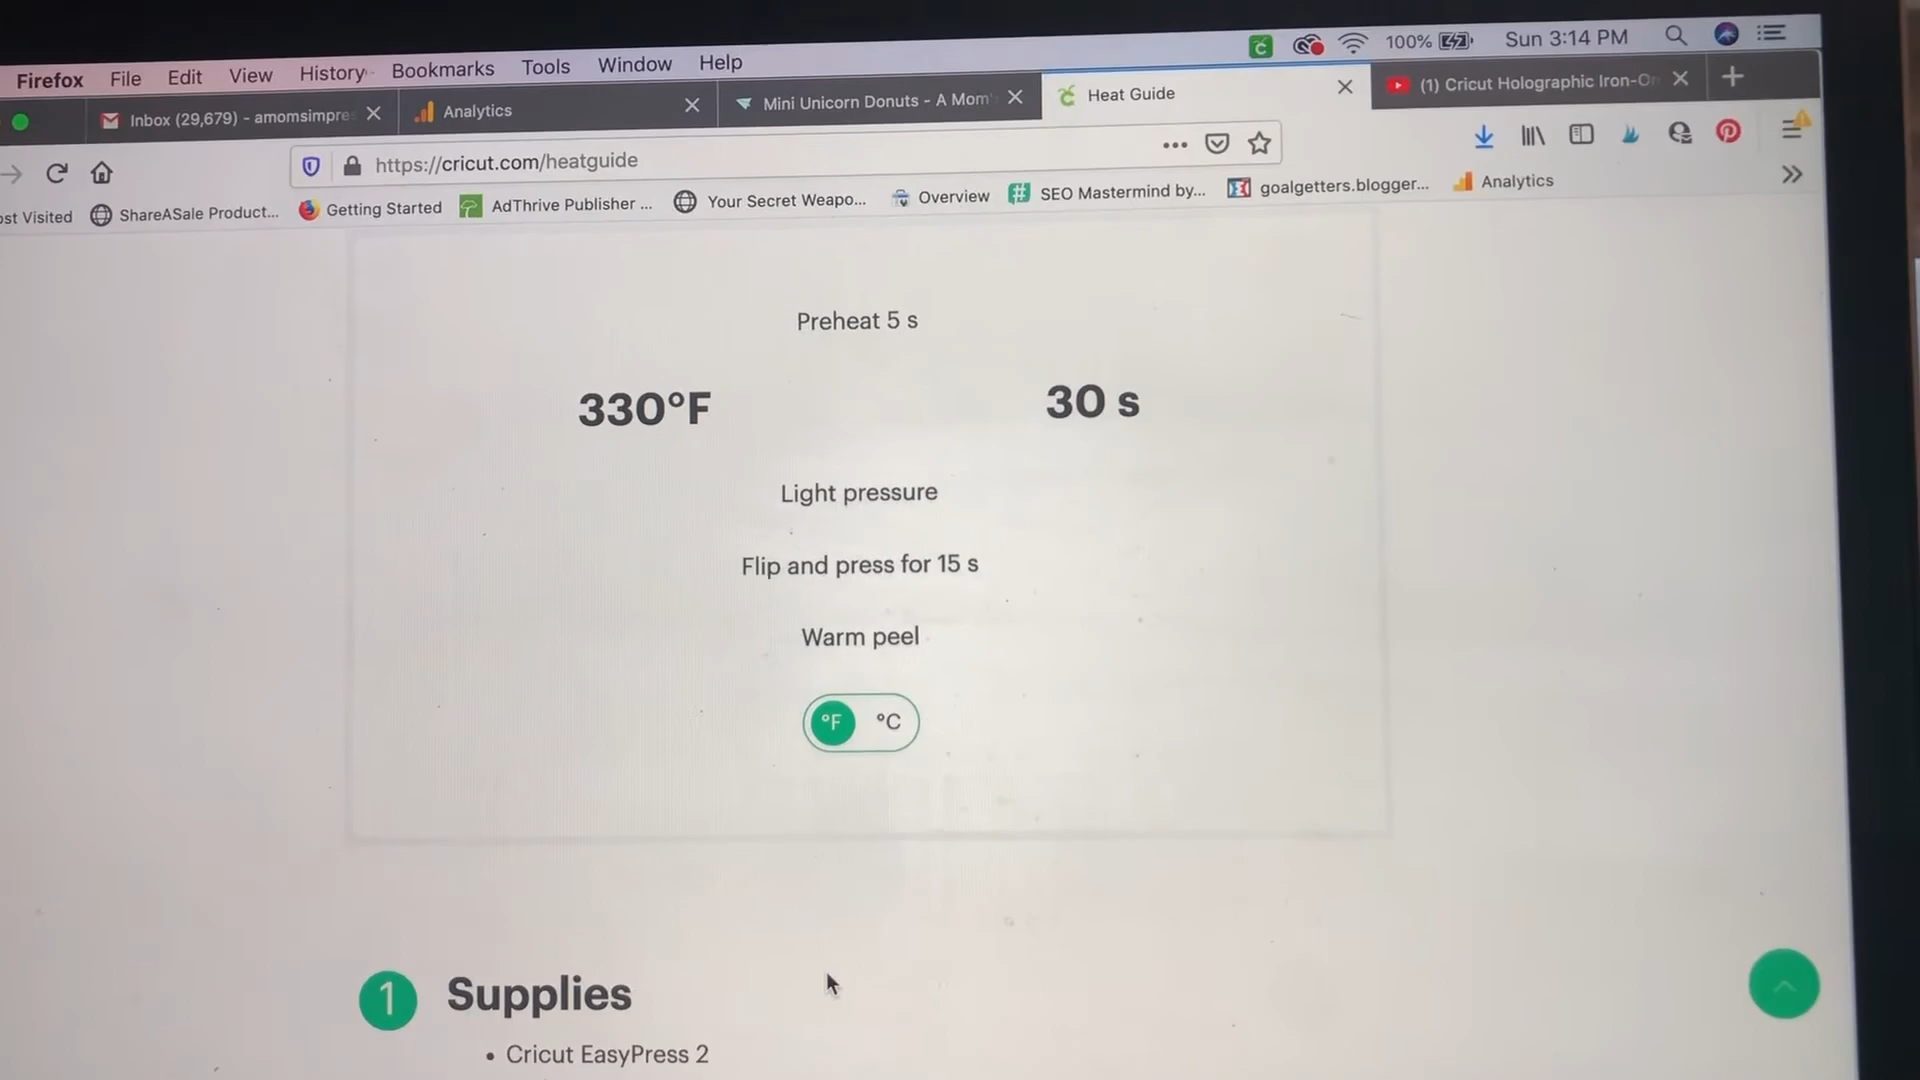 Firefox File Edit View History Bookmarks Tools Window Help 100% Sun 3:14 PM
Inbox (29,679) - amomsimpre Analytics Mini Unicorn Donuts - A Mom' Heat Guide (1) Cricut Holographic Iron-On
https://cricut.com/heatguide
ost Visited ShareASale Product... Getting Started AdThrive Publisher ... Your Secret Weapo... Overview SEO Mastermind by... goalgetters.blogger... Analytics
Preheat 5 s
330°F 30 s
Light pressure
Flip and press for 15 s
Warm peel
°F °C
1 Supplies
• Cricut EasyPress 2